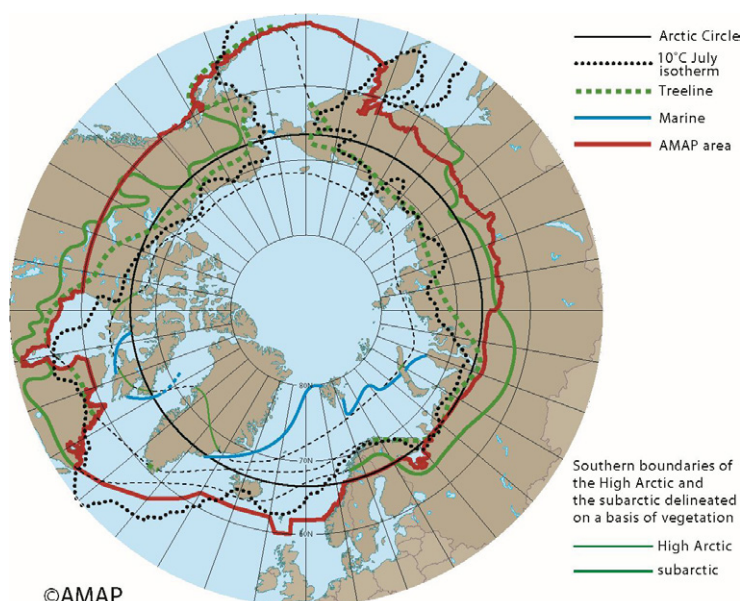 Arctic Circle
10°C July
isotherm
Treeline
Marine
AMAP area
80N
70N
60N
Southern boundaries of
the High Arctic and
the subarctic delineated
on a basis of vegetation
High Arctic
subarctic
©AMAP